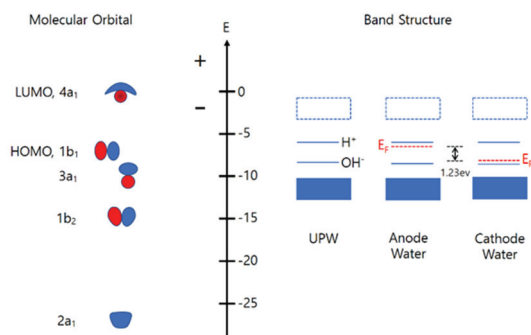 Molecular Orbital
E
Band Structure
+
−
LUMO, 4a₁
HOMO, 1b₁
3a₁
1b₂
2a₁
0
-5
-10
-15
-20
-25
H⁺
OH⁻
E_F
1.23ev
E_F
UPW
Anode
Water
Cathode
Water